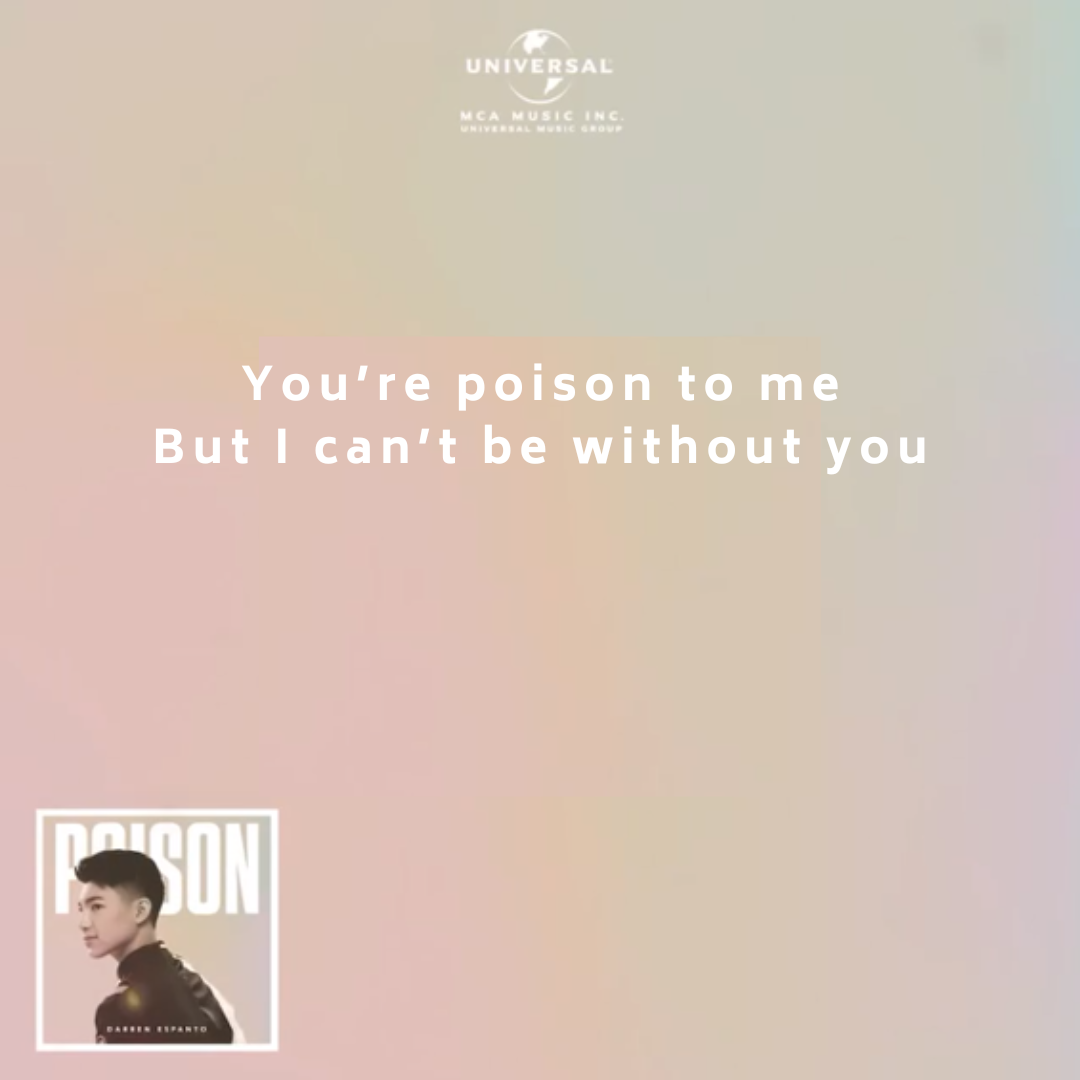 UNIVERSAL
MCA MUSIC INC.
UNIVERSAL MUSIC GROUP
You're poison to me
But I can't be without you
POISON
DARREN ESPANTO